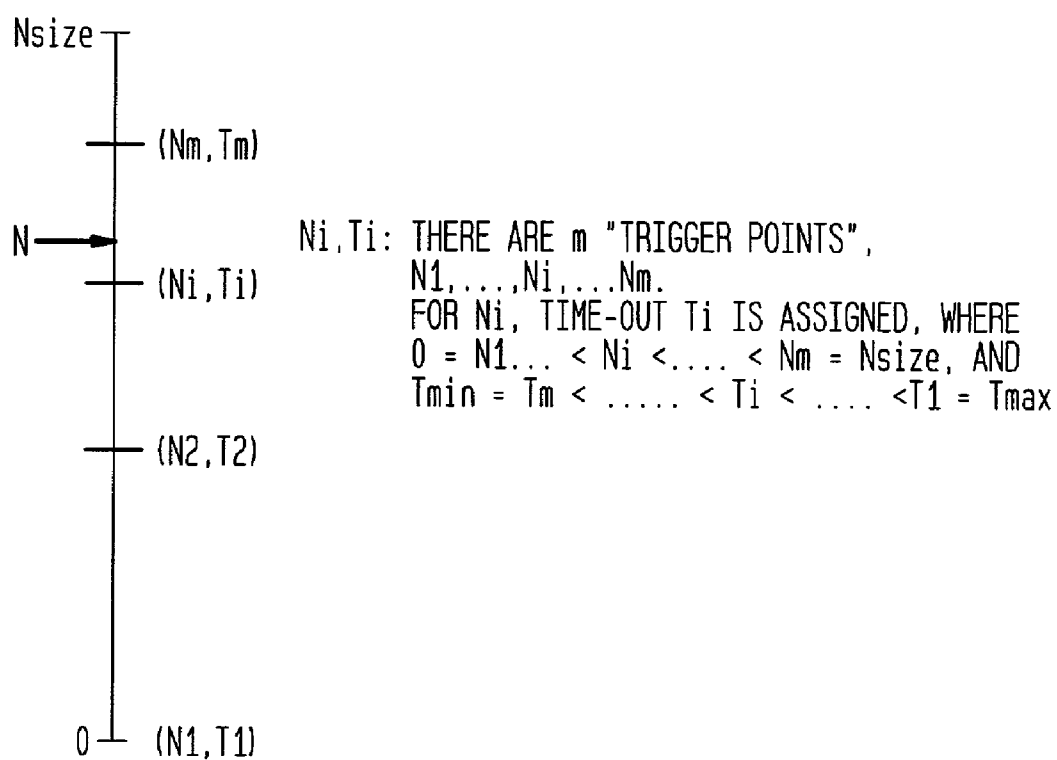 Nsize
(Nm,Tm)
N
Ni,Ti: THERE ARE m "TRIGGER POINTS",
N1,...,Ni,...Nm.
(Ni,Ti)
FOR Ni, TIME-OUT Ti IS ASSIGNED, WHERE
0 = N1... < Ni <.... < Nm = Nsize, AND
Tmin = Tm < ..... < Ti < .... <T1 = Tmax
(N2,T2)
0
(N1,T1)